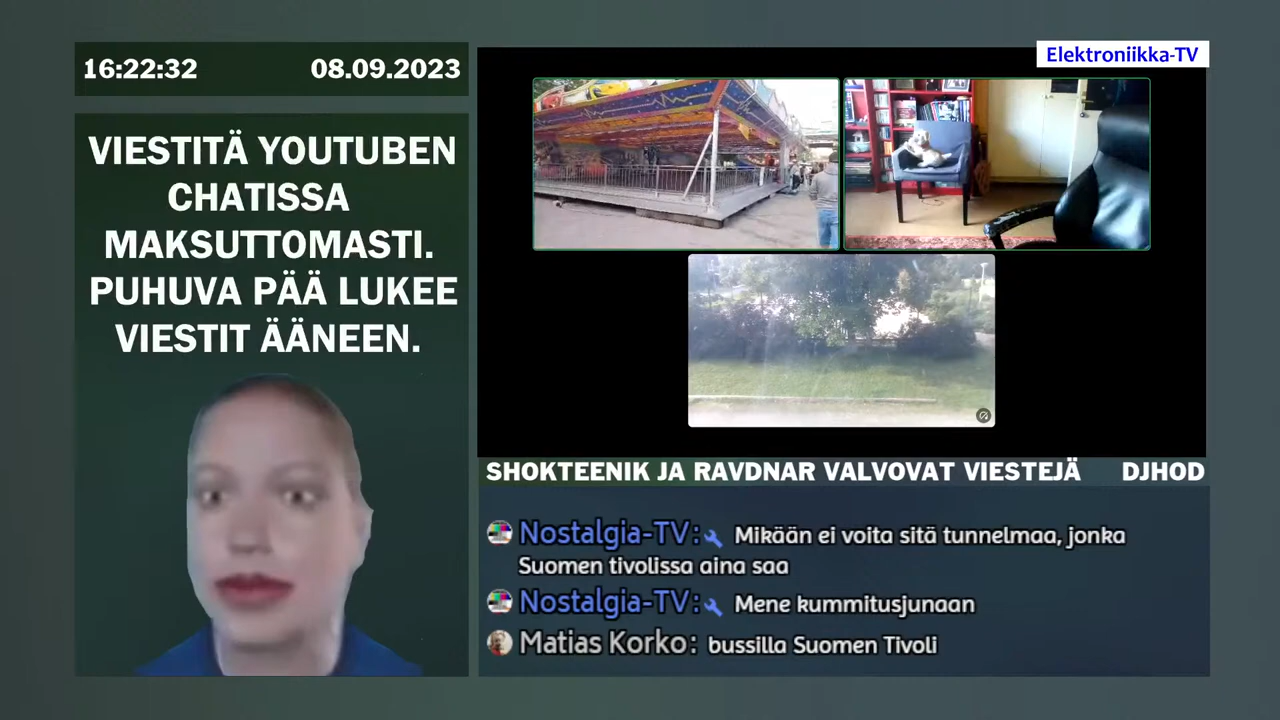 16:22:32 08.09.2023
VIESTITÄ YOUTUBEN
CHATISSA
MAKSUTTOMASTI.
PUHUVA PÄÄ LUKEE
VIESTIT ÄÄNEEN.
Elektroniikka-TV
SHOKTEENIK JA RAVDNAR VALVOVAT VIESTEJÄ DJHOD
Nostalgia-TV: Mikään ei voita sitä tunnelmaa, jonka
Suomen tivolissa aina saa
Nostalgia-TV: Mene kummitusjunaan
Matias Korko: bussilla Suomen Tivoli